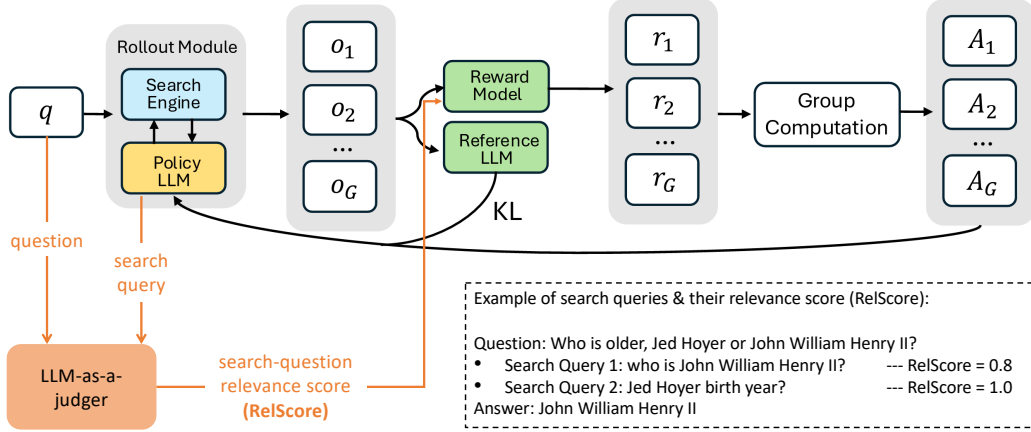 Rollout Module
Search
Engine
Policy
LLM
q
o₁
o₂
...
o_G
Reward
Model
Reference
LLM
KL
r₁
r₂
...
r_G
Group
Computation
A₁
A₂
...
A_G
question
search
query
LLM-as-a-
judger
search-question
relevance score
(RelScore)
Example of search queries & their relevance score (RelScore):
Question: Who is older, Jed Hoyer or John William Henry II?
• Search Query 1: who is John William Henry II? --- RelScore = 0.8
• Search Query 2: Jed Hoyer birth year? --- RelScore = 1.0
Answer: John William Henry II